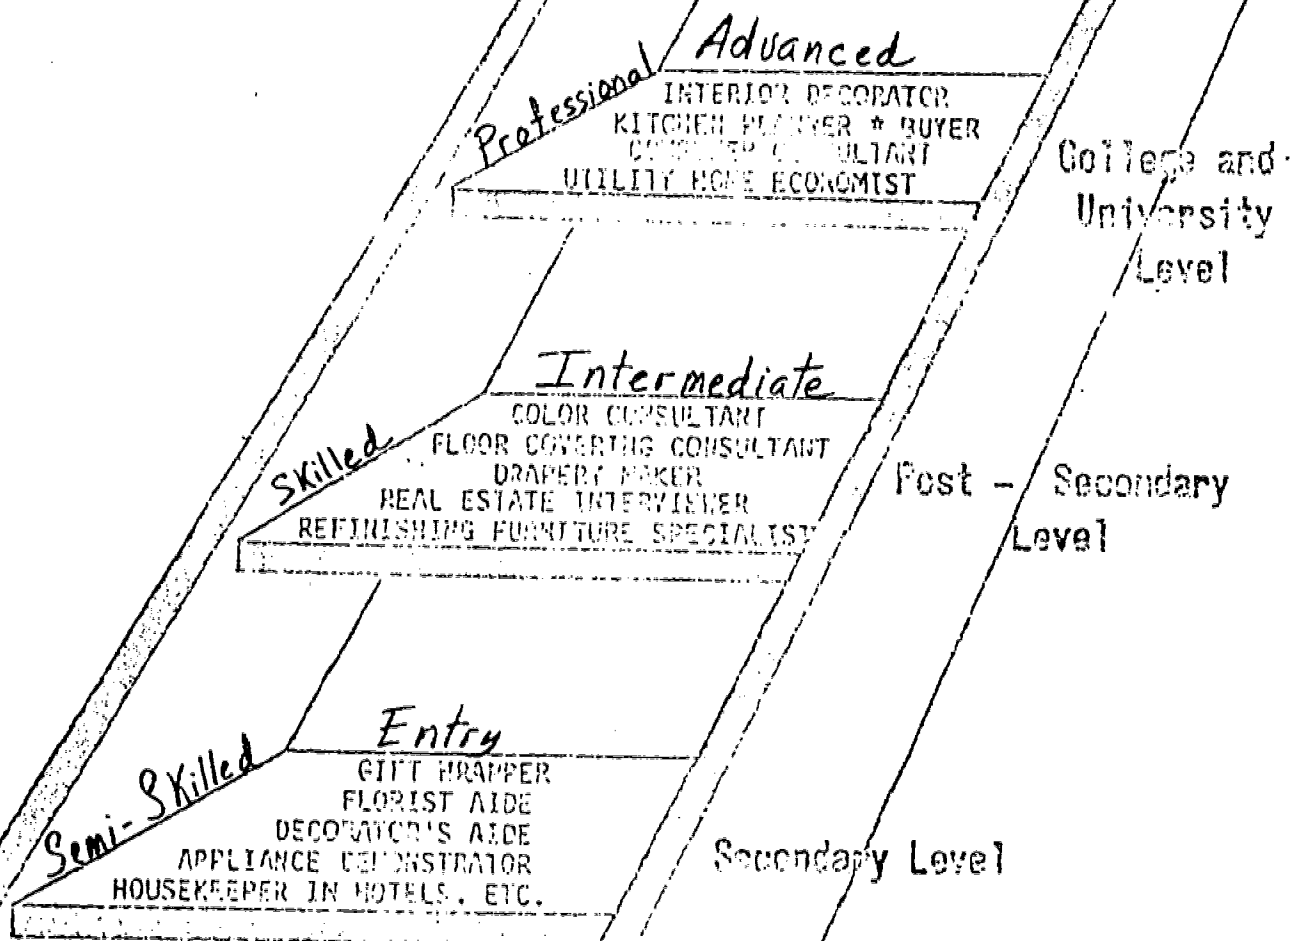 Advanced
Professional
INTERIOR DECORATOR
KITCHEN PLANNER * BUYER
CONSUMER CONSULTANT
UTILITY HOME ECONOMIST
College and
University
Level
Intermediate
Skilled
COLOR CONSULTANT
FLOOR COVERING CONSULTANT
DRAPERY MAKER
REAL ESTATE INTERVIEWER
REFINISHING FURNITURE SPECIALIST
Post - Secondary
Level
Entry
Semi-Skilled
GIFT WRAPPER
FLORIST AIDE
DECORATOR'S AIDE
APPLIANCE DEMONSTRATOR
HOUSEKEEPER IN HOTELS, ETC.
Secondary Level